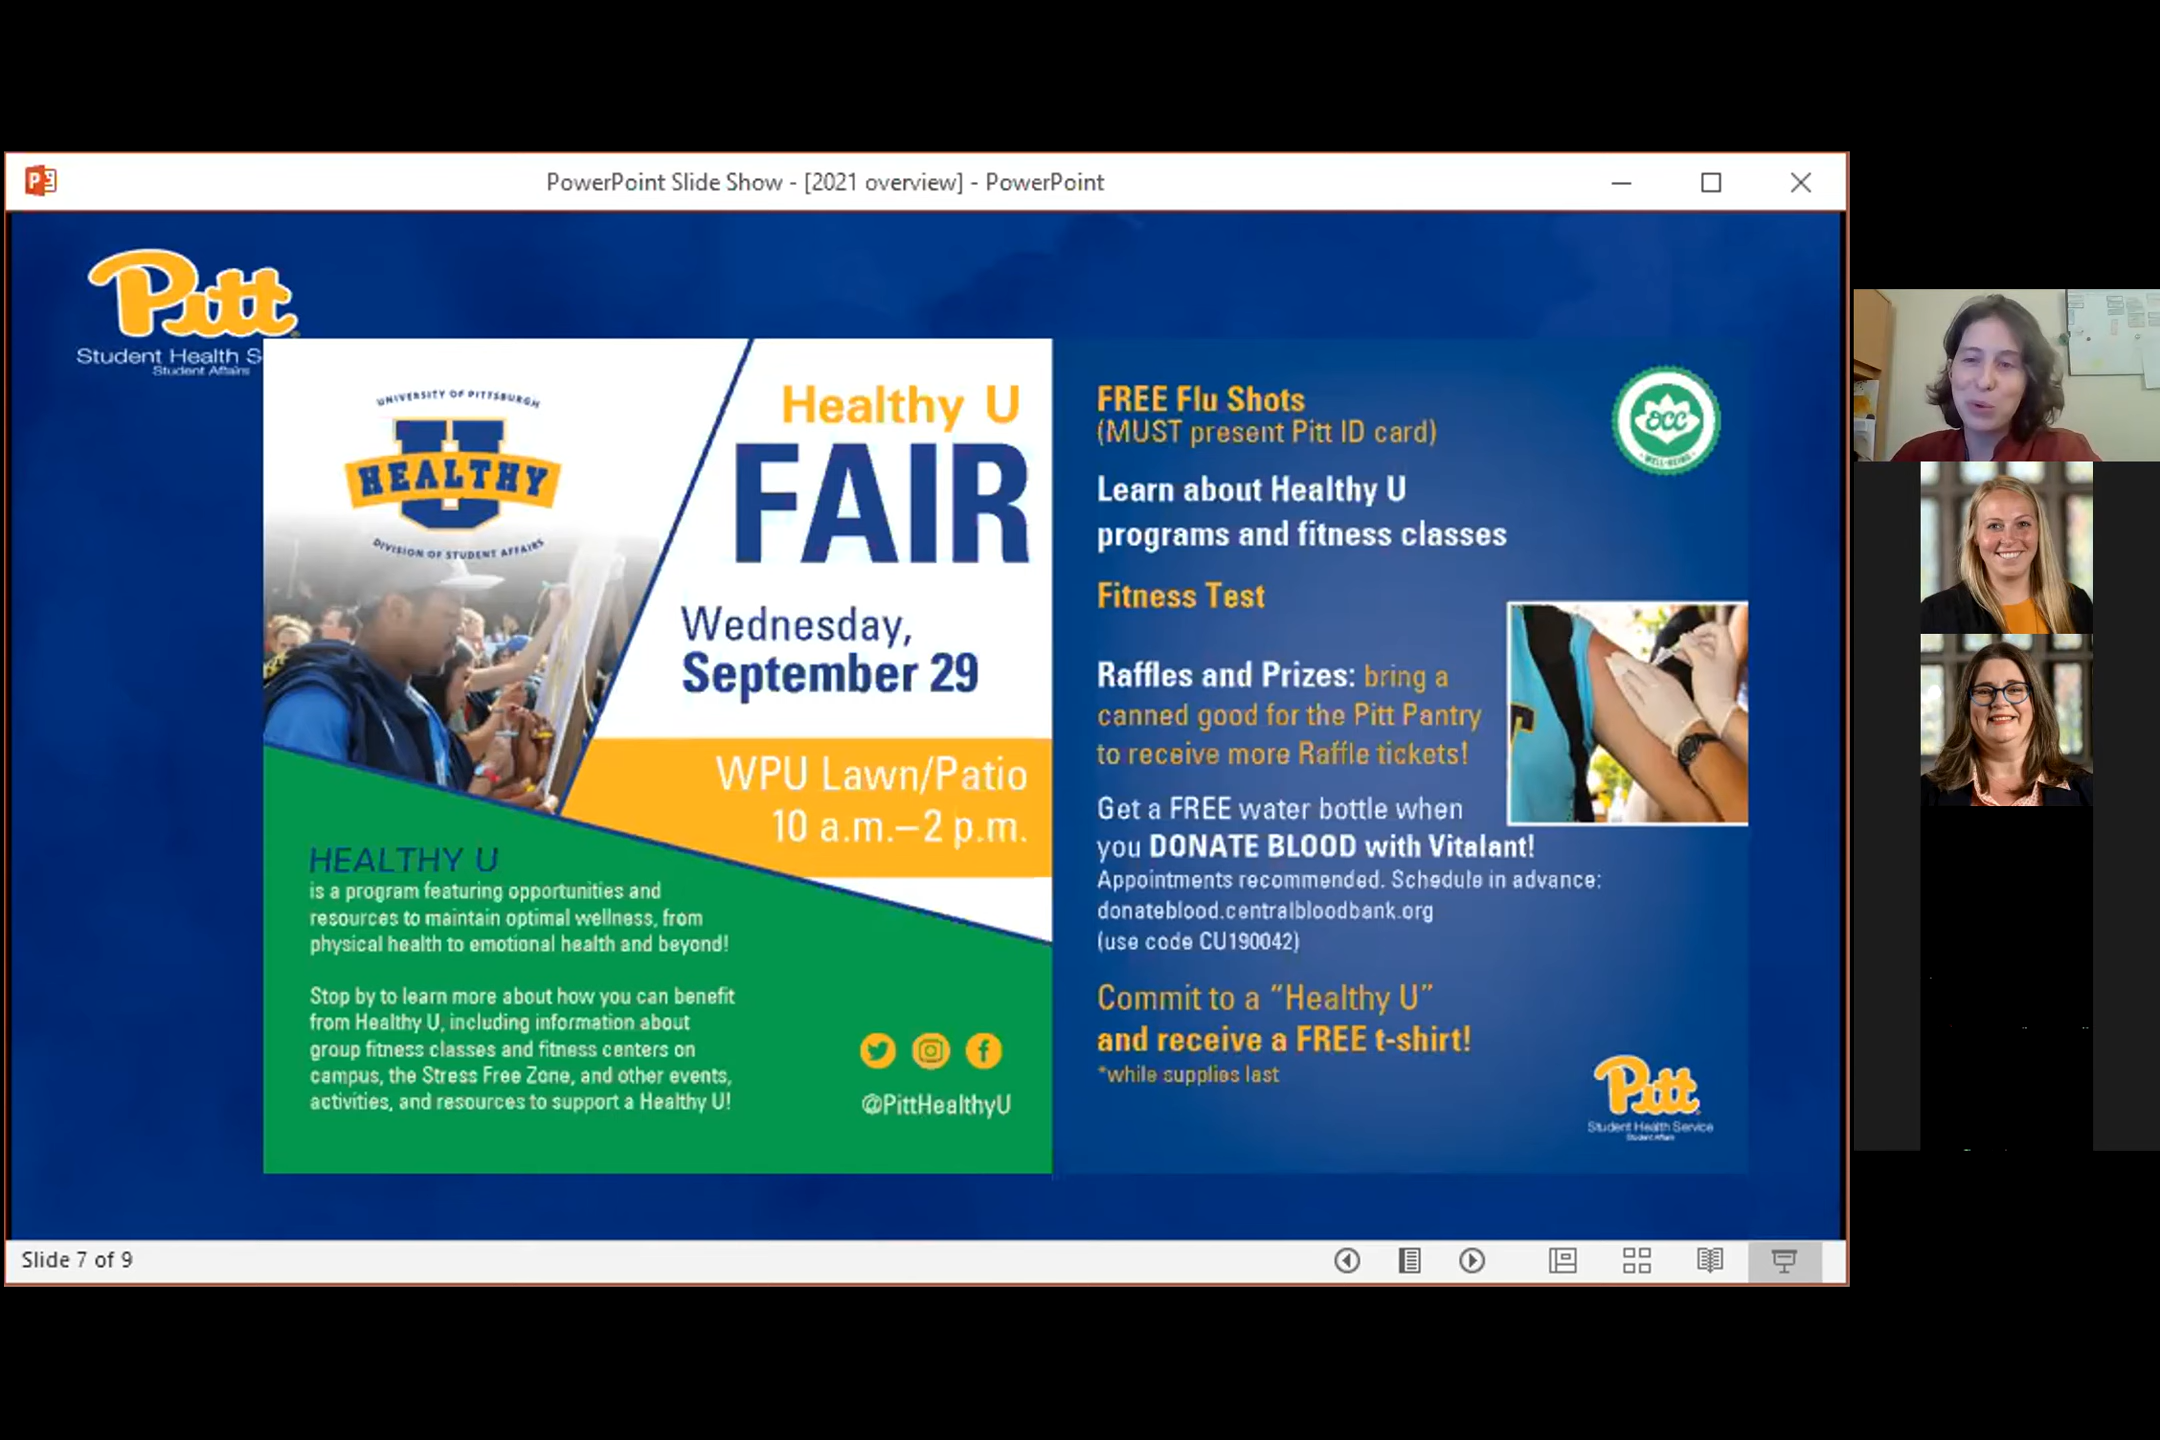 PowerPoint Slide Show - [2021 overview] - PowerPoint
Pitt
Student Health S
Student Affairs
UNIVERSITY OF PITTSBURGH
U
HEALTHY
DIVISION OF STUDENT AFFAIRS
Healthy U
FAIR
Wednesday,
September 29
WPU Lawn/Patio
10 a.m.–2 p.m.
HEALTHY U
is a program featuring opportunities and
resources to maintain optimal wellness, from
physical health to emotional health and beyond!
Stop by to learn more about how you can benefit
from Healthy U, including information about
group fitness classes and fitness centers on
campus, the Stress Free Zone, and other events,
activities, and resources to support a Healthy U!
@PittHealthyU
FREE Flu Shots
(MUST present Pitt ID card)
OCC
WELL-BEING
Learn about Healthy U
programs and fitness classes
Fitness Test
Raffles and Prizes: bring a
canned good for the Pitt Pantry
to receive more Raffle tickets!
Get a FREE water bottle when
you DONATE BLOOD with Vitalant!
Appointments recommended. Schedule in advance:
donateblood.centralbloodbank.org
(use code CU190042)
Commit to a “Healthy U”
and receive a FREE t-shirt!
*while supplies last
Pitt
Student Health Service
Student Affairs
Slide 7 of 9